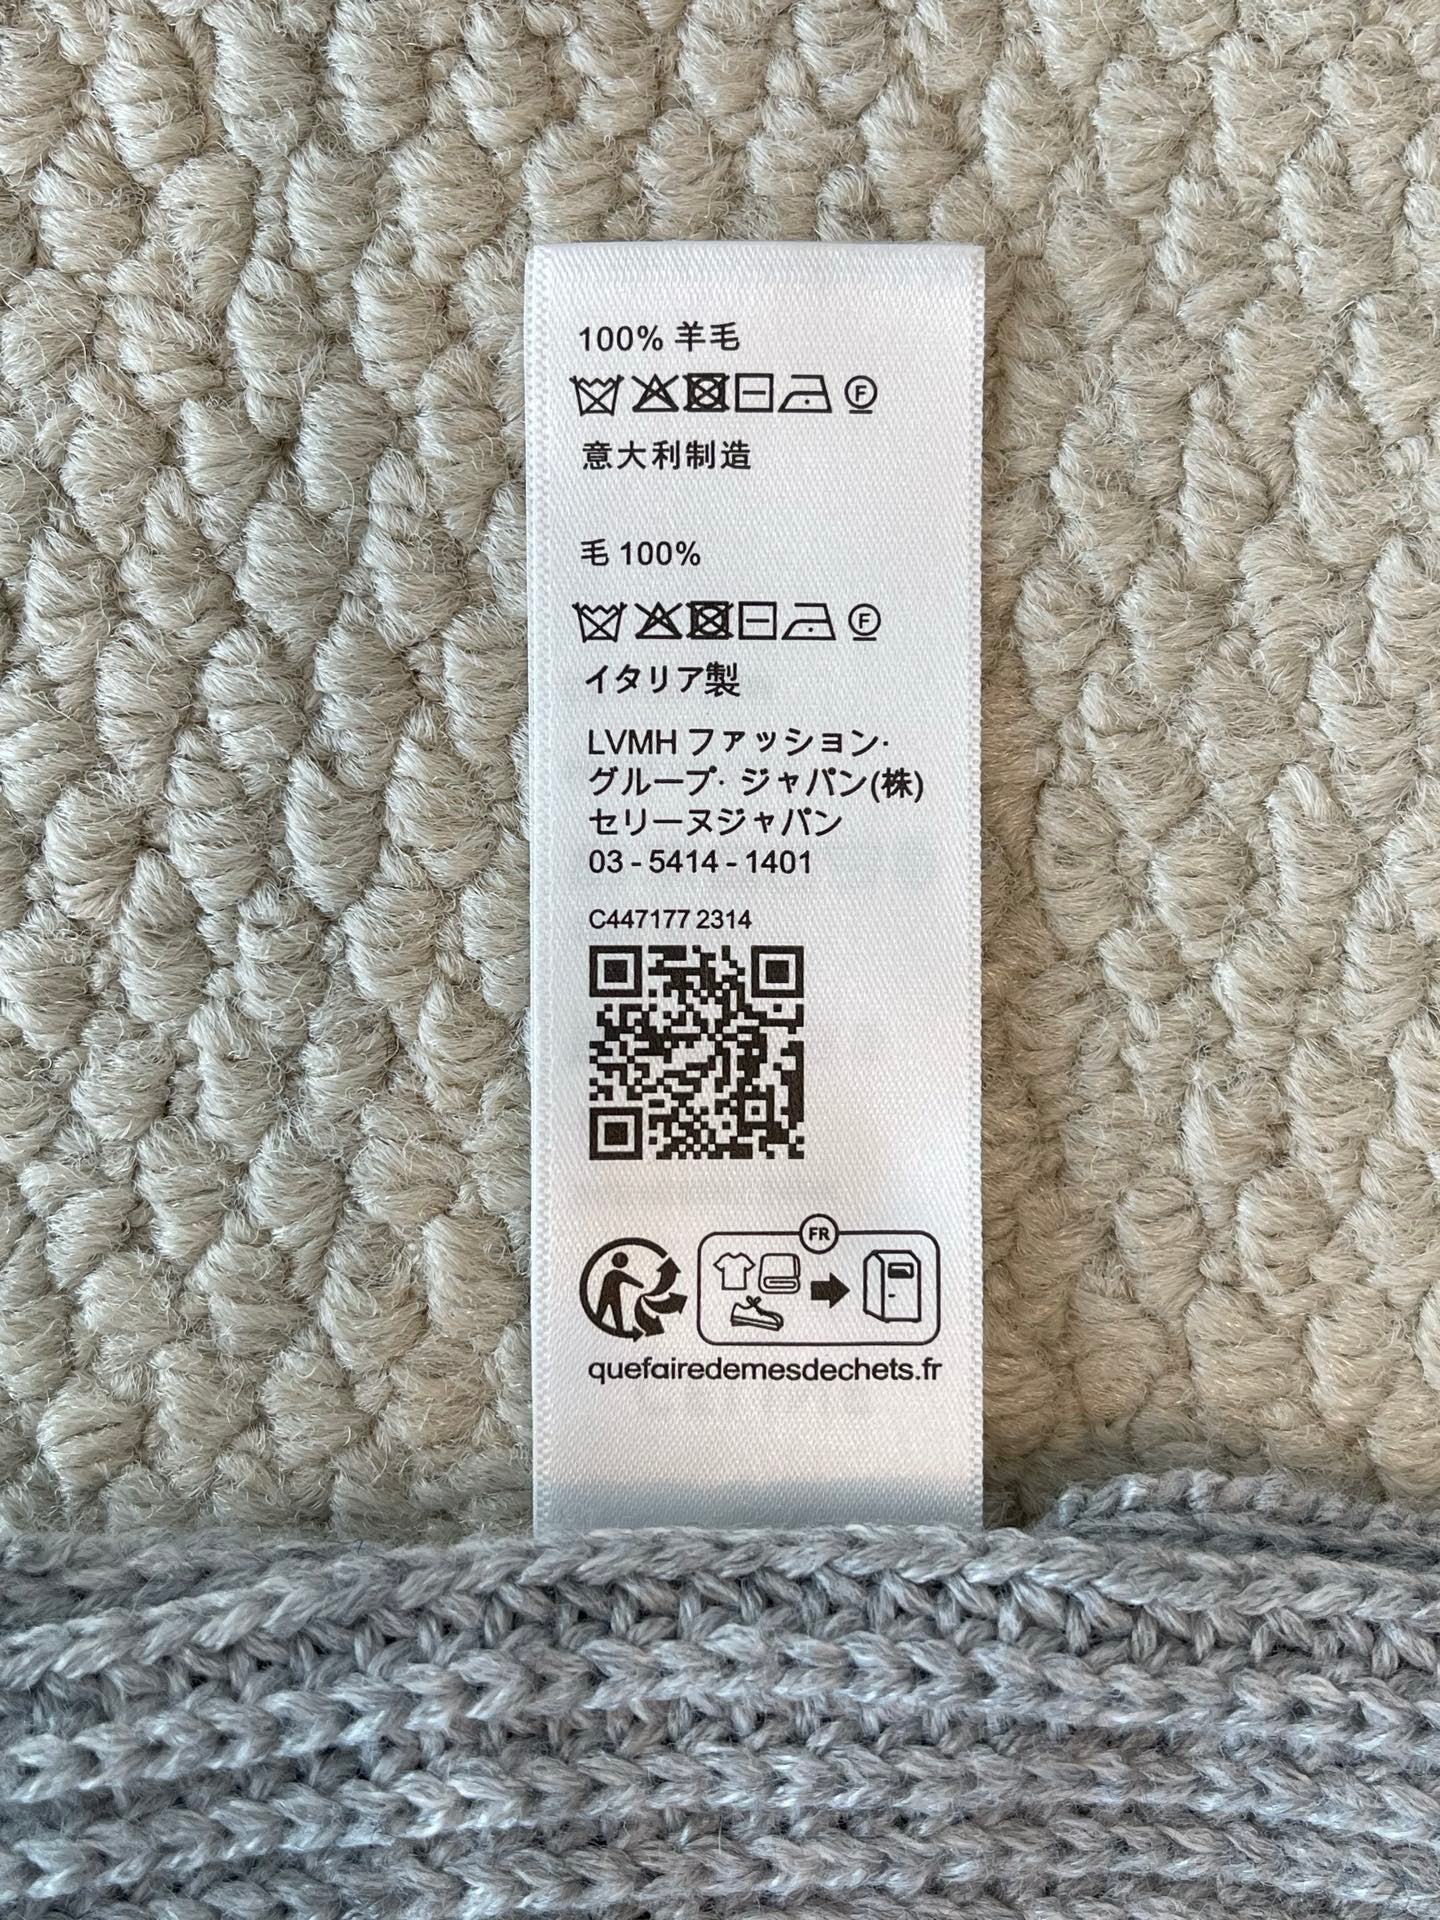 100% 羊毛
F
意大利制造
毛 100%
F
イタリア製
LVMH ファッション·
グループ· ジャパン(株)
セリーヌジャパン
03 - 5414 - 1401
C447177 2314
FR
quefairedemesdechets.fr